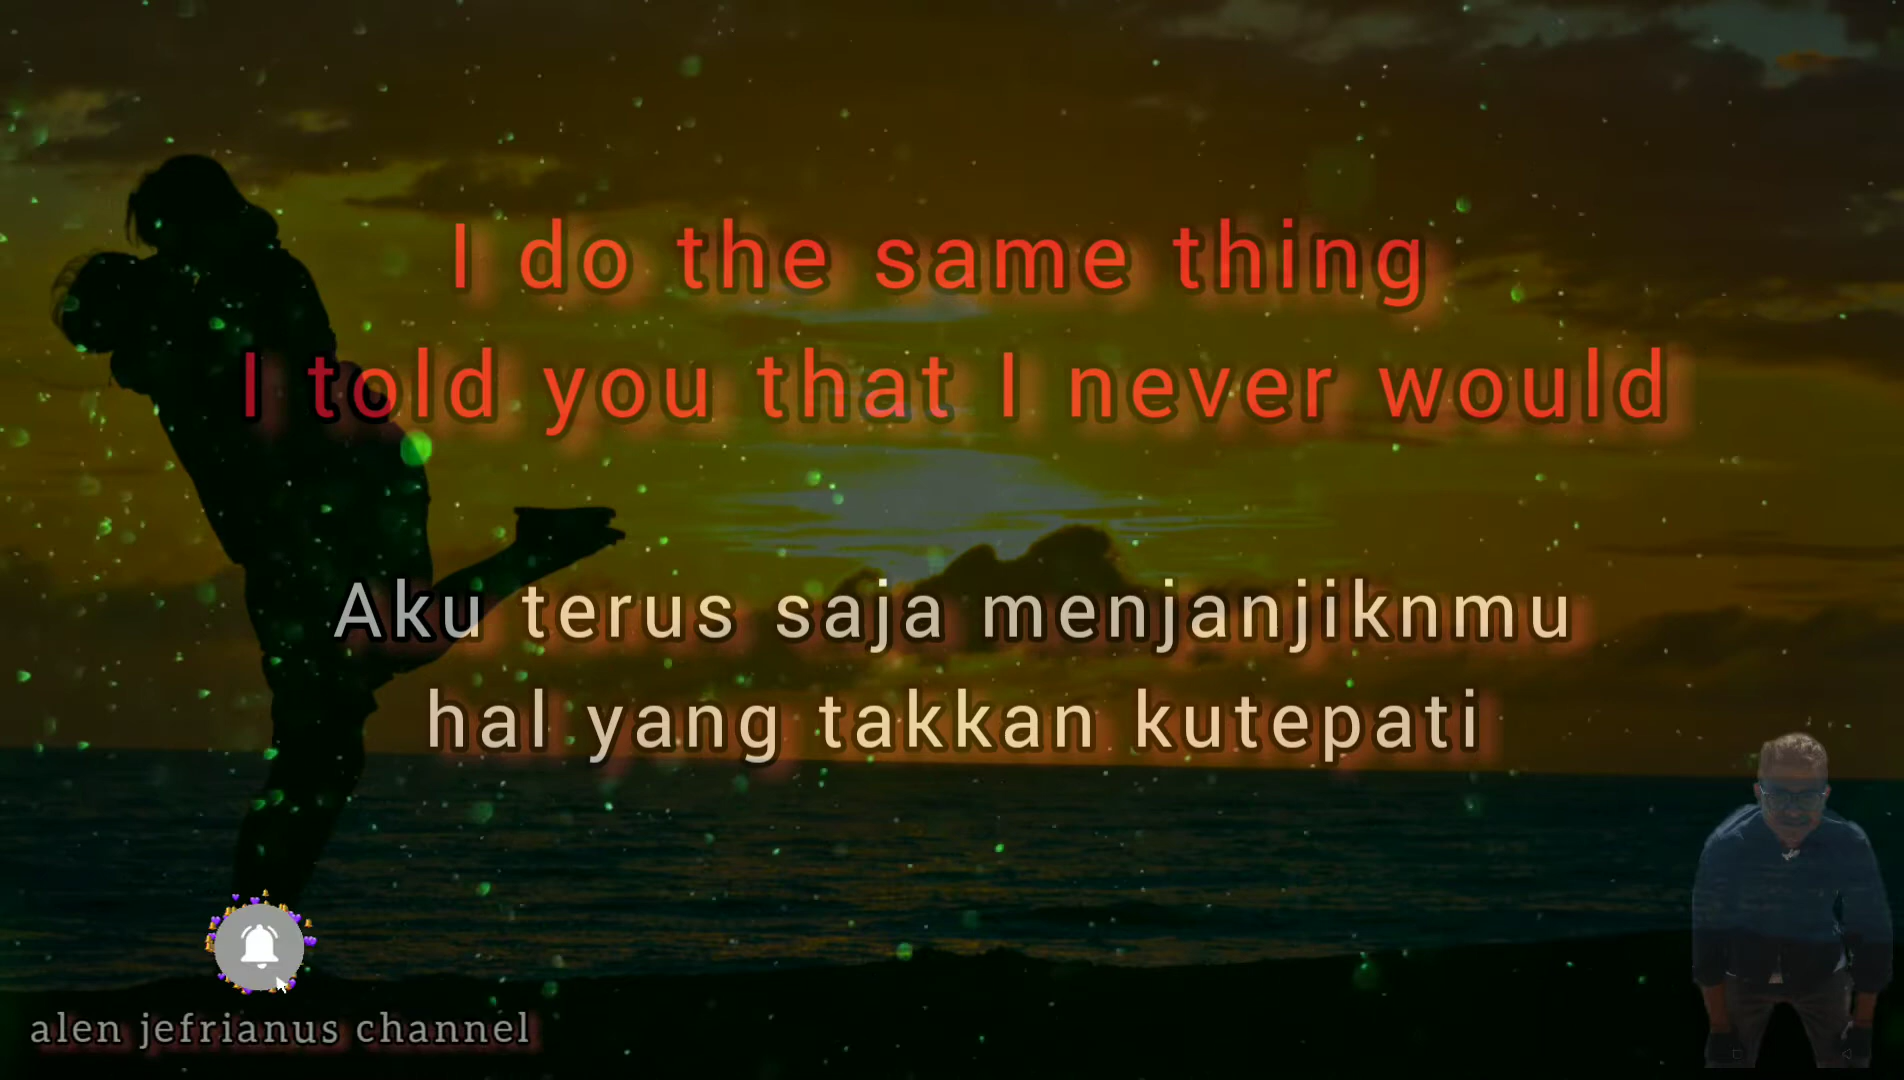 I do the same thing
I told you that I never would
Aku terus saja menjanjiknmu
hal yang takkan kutepati
alen jefrianus channel